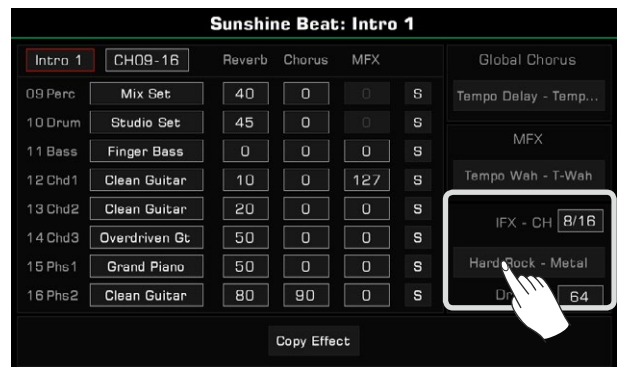 Sunshine Beat: Intro 1
Intro 1 CH09-16 Reverb Chorus MFX Global Chorus
09 Perc Mix Set 40 0 0 S Tempo Delay - Temp...
10 Drum Studio Set 45 0 0 S
11 Bass Finger Bass 0 0 0 S MFX
12 Chd1 Clean Guitar 10 0 127 S Tempo Wah - T-Wah
13 Chd2 Clean Guitar 20 0 0 S IFX - CH 8/16
14 Chd3 Overdriven Gt 50 0 0 S
15 Phs1 Grand Piano 50 0 0 S Hard Rock - Metal
16 Phs2 Clean Guitar 80 90 0 S 64
Copy Effect